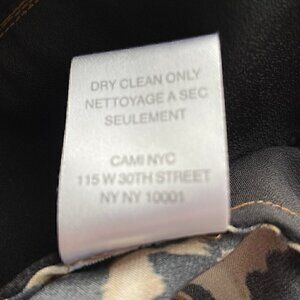 DRY CLEAN ONLY
NETTOYAGE A SEC
SEULEMENT
CAMI NYC
115 W 30TH STREET
NY NY 10001